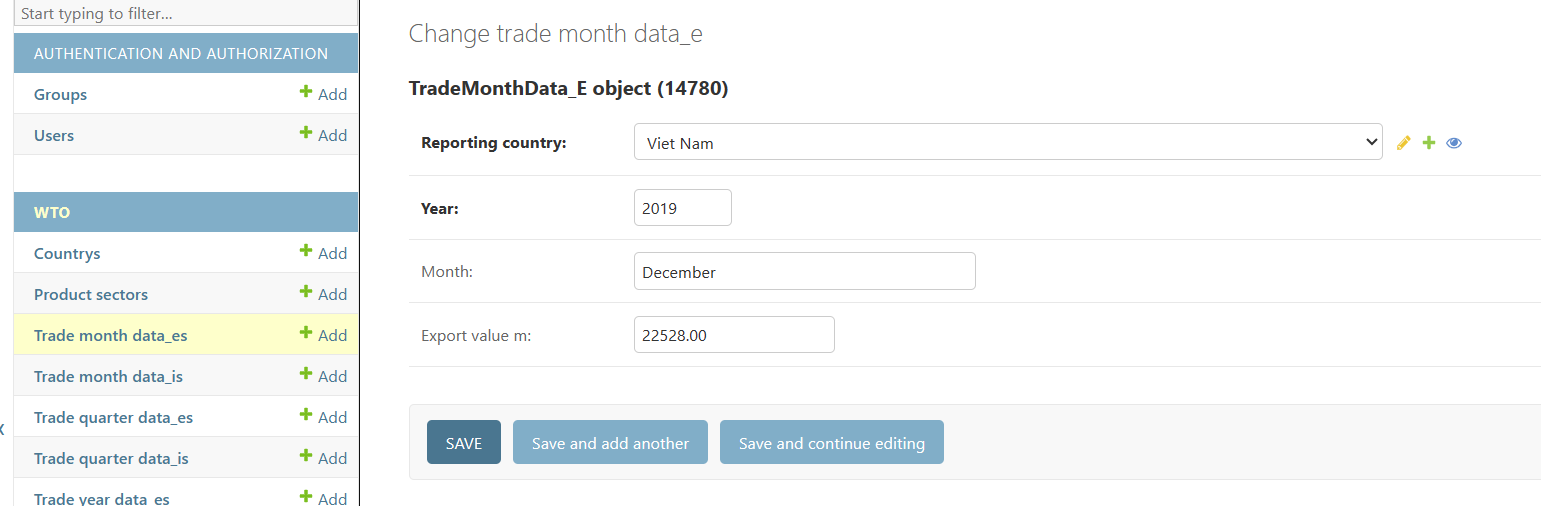 Start typing to filter...
AUTHENTICATION AND AUTHORIZATION
Groups + Add
Users + Add
WTO
Countrys + Add
Product sectors + Add
Trade month data_es + Add
Trade month data_is + Add
Trade quarter data_es + Add
Trade quarter data_is + Add
Trade year data_es + Add
Change trade month data_e
TradeMonthData_E object (14780)
Reporting country: Viet Nam
Year: 2019
Month: December
Export value m: 22528.00
SAVE Save and add another Save and continue editing